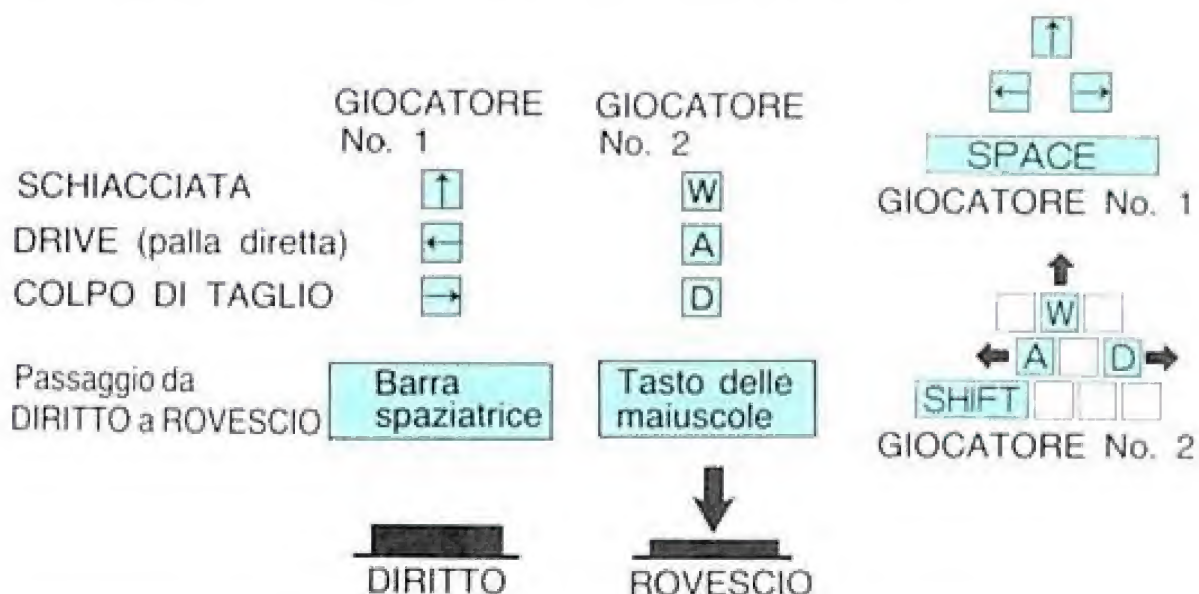 GIOCATORE No. 1
GIOCATORE No. 2
SCHIACCIATA ↑ W
DRIVE (palla diretta) ← A
COLPO DI TAGLIO → D
Passaggio da DIRITTO a ROVESCIO
Barra spaziatrice
Tasto delle maiuscole
DIRITTO
ROVESCIO
↑
← →
SPACE
GIOCATORE No. 1
W
A D
SHIFT
GIOCATORE No. 2